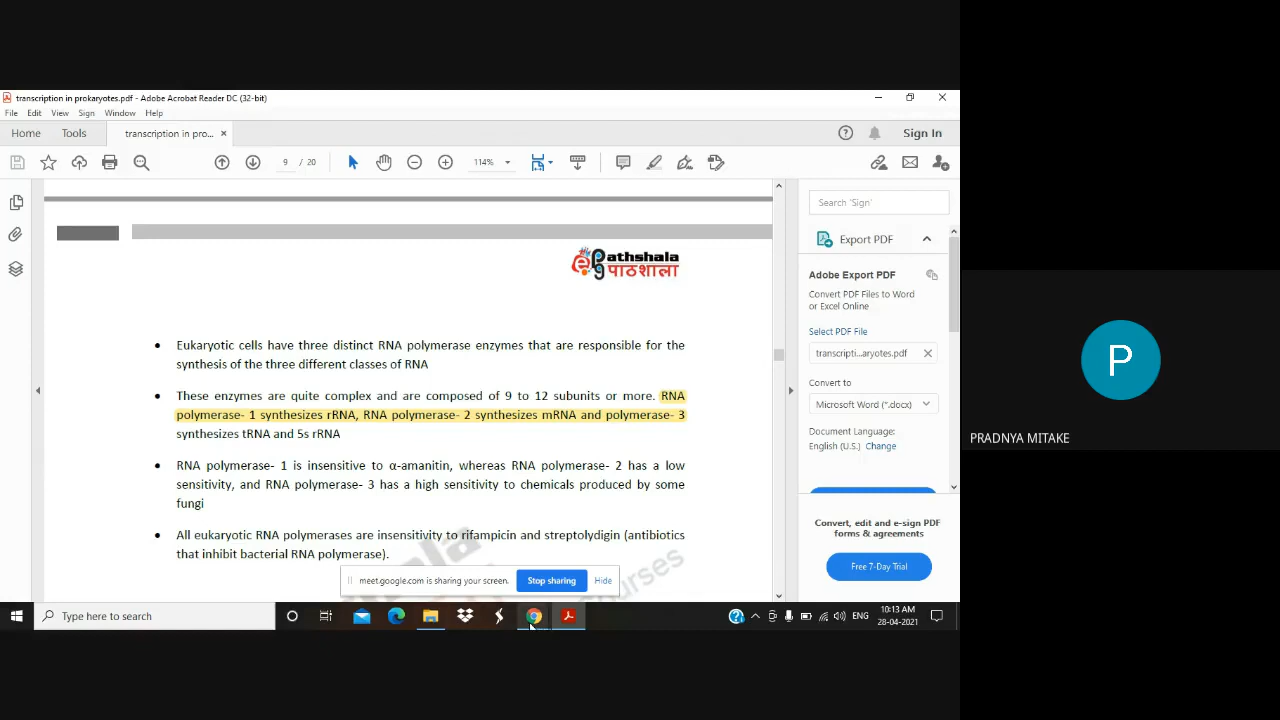 transcription in prokaryotes.pdf - Adobe Acrobat Reader DC (32-bit)
File Edit View Sign Window Help
Home Tools transcription in pro... × Sign In
9 / 20 114%
Search 'Sign'
Pathshala
पाठशाला
Export PDF
Adobe Export PDF
Convert PDF Files to Word
or Excel Online
Select PDF File
transcripti...aryotes.pdf
Convert to
Microsoft Word (*.docx)
Document Language:
English (U.S.) Change
Convert, edit and e-sign PDF
forms & agreements
Free 7-Day Trial
• Eukaryotic cells have three distinct RNA polymerase enzymes that are responsible for the
synthesis of the three different classes of RNA
• These enzymes are quite complex and are composed of 9 to 12 subunits or more. RNA
polymerase- 1 synthesizes rRNA, RNA polymerase- 2 synthesizes mRNA and polymerase- 3
synthesizes tRNA and 5s rRNA
• RNA polymerase- 1 is insensitive to α-amanitin, whereas RNA polymerase- 2 has a low
sensitivity, and RNA polymerase- 3 has a high sensitivity to chemicals produced by some
fungi
• All eukaryotic RNA polymerases are insensitivity to rifampicin and streptolydigin (antibiotics
that inhibit bacterial RNA polymerase).
meet.google.com is sharing your screen. Stop sharing Hide
Type here to search
ENG
10:13 AM
28-04-2021
P
PRADNYA MITAKE